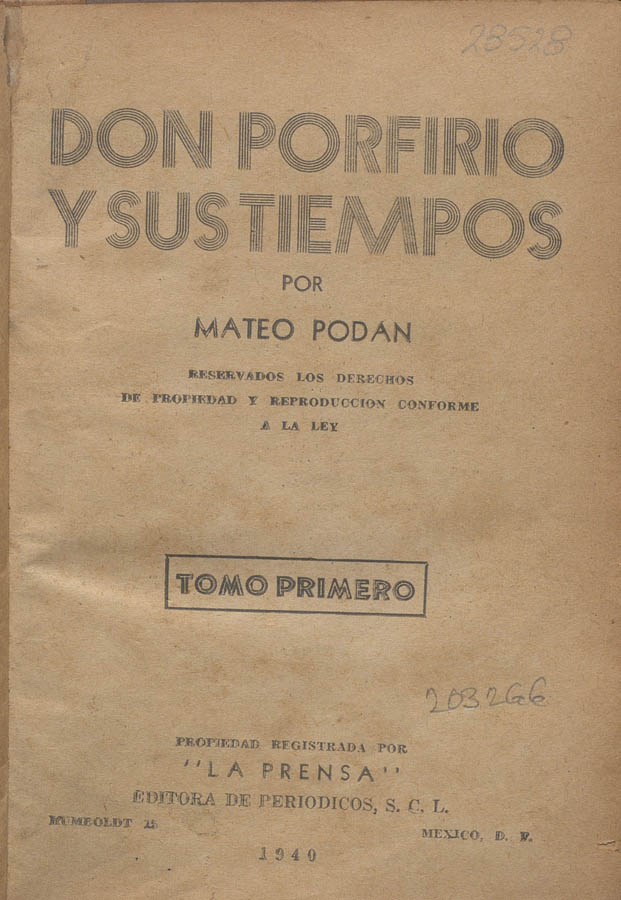 28528
DON PORFIRIO
Y SUS TIEMPOS
POR
MATEO PODAN
RESERVADOS LOS DERECHOS
DE PROPIEDAD Y REPRODUCCION CONFORME
A LA LEY
TOMO PRIMERO
203266
PROPIEDAD REGISTRADA POR
"LA PRENSA"
EDITORA DE PERIODICOS, S. C. L.
HUMBOLDT 15 MEXICO, D. F.
1940